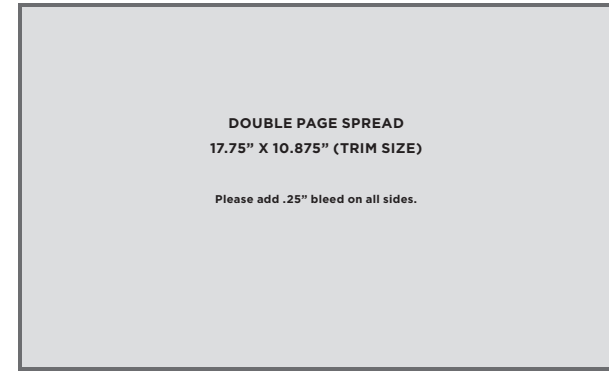 DOUBLE PAGE SPREAD
17.75” X 10.875” (TRIM SIZE)
Please add .25” bleed on all sides.